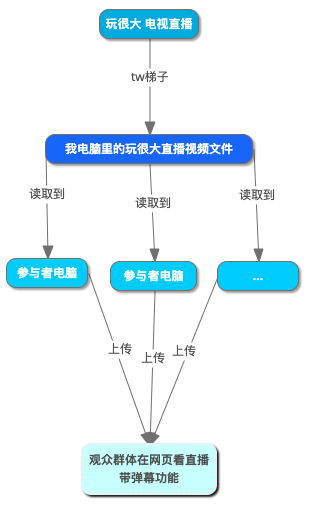 玩很大 电视直播
tw梯子
我电脑里的玩很大直播视频文件
读取到
读取到
读取到
参与者电脑
参与者电脑
...
上传
上传
上传
观众群体在网页看直播
带弹幕功能